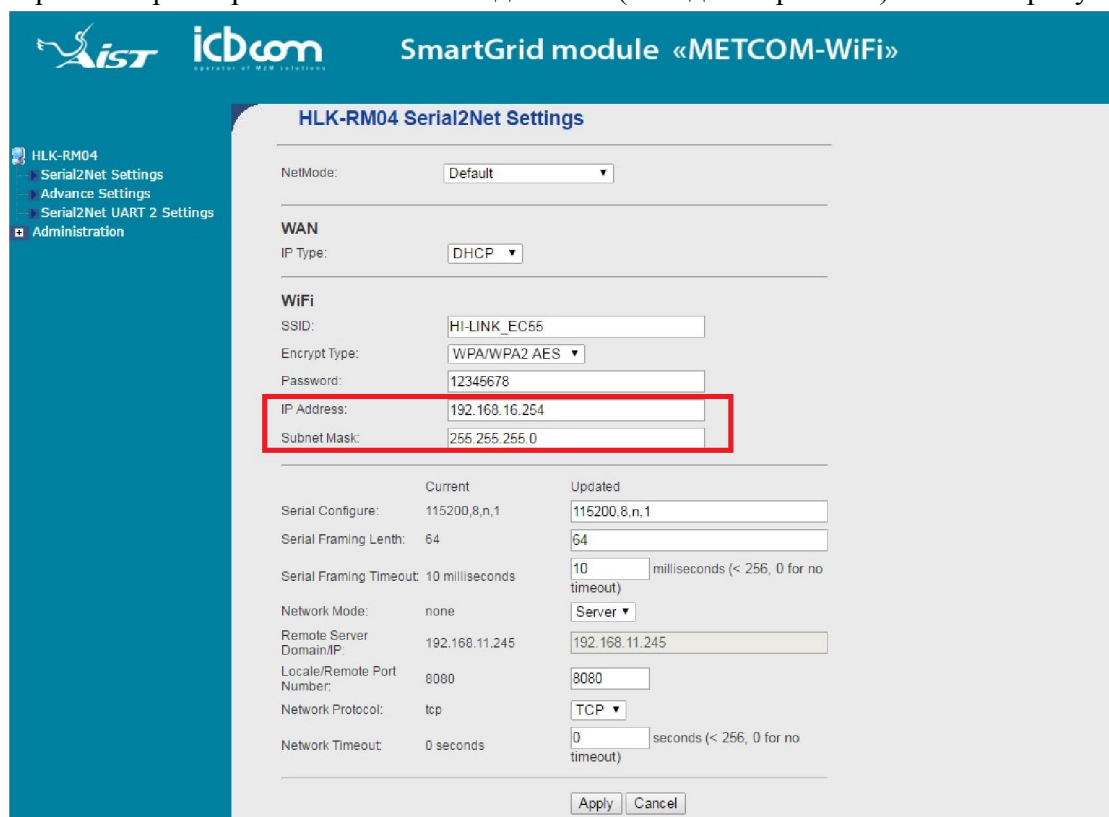 ist icbcom SmartGrid module «METCOM-WiFi»
operator of M2M solutions
HLK-RM04 Serial2Net Settings
HLK-RM04
Serial2Net Settings
Advance Settings
Serial2Net UART 2 Settings
Administration
NetMode: Default
WAN
IP Type: DHCP
WiFi
SSID: HI-LINK_EC55
Encrypt Type: WPA/WPA2 AES
Password: 12345678
IP Address: 192.168.16.254
Subnet Mask: 255.255.255.0
Current Updated
Serial Configure: 115200,8,n,1 115200,8,n,1
Serial Framing Lenth: 64 64
Serial Framing Timeout: 10 milliseconds 10 milliseconds (< 256, 0 for no
timeout)
Network Mode: none Server
Remote Server
Domain/IP: 192.168.11.245 192.168.11.245
Locale/Remote Port
Number: 8080 8080
Network Protocol: tcp TCP
Network Timeout: 0 seconds 0 seconds (< 256, 0 for no
timeout)
Apply Cancel